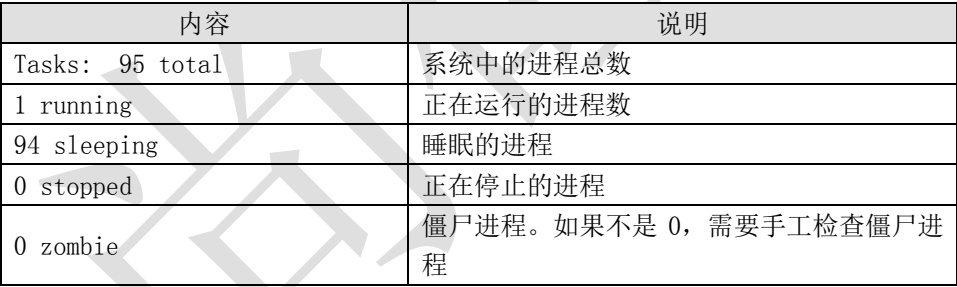 内容 说明
Tasks: 95 total 系统中的进程总数
1 running 正在运行的进程数
94 sleeping 睡眠的进程
0 stopped 正在停止的进程
0 zombie 僵尸进程。如果不是 0，需要手工检查僵尸进
程